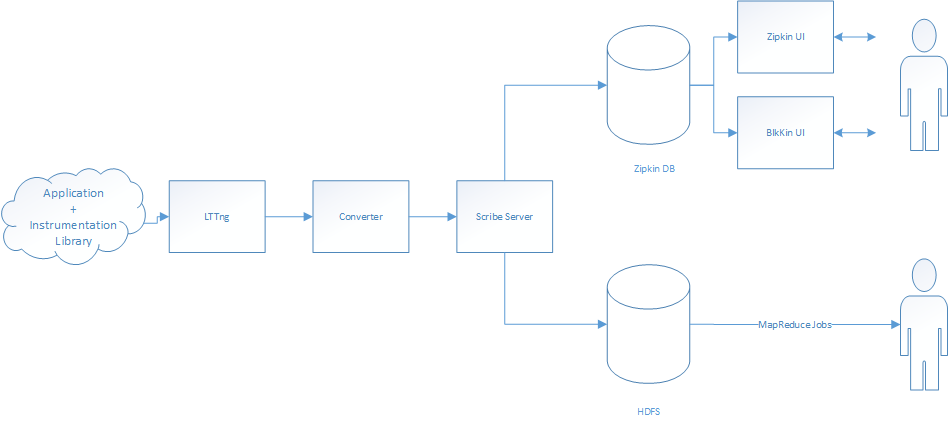 Zipkin UI
BlkKin UI
Zipkin DB
Application
+
Instrumentation
Library
LTTng
Converter
Scribe Server
MapReduce Jobs
HDFS